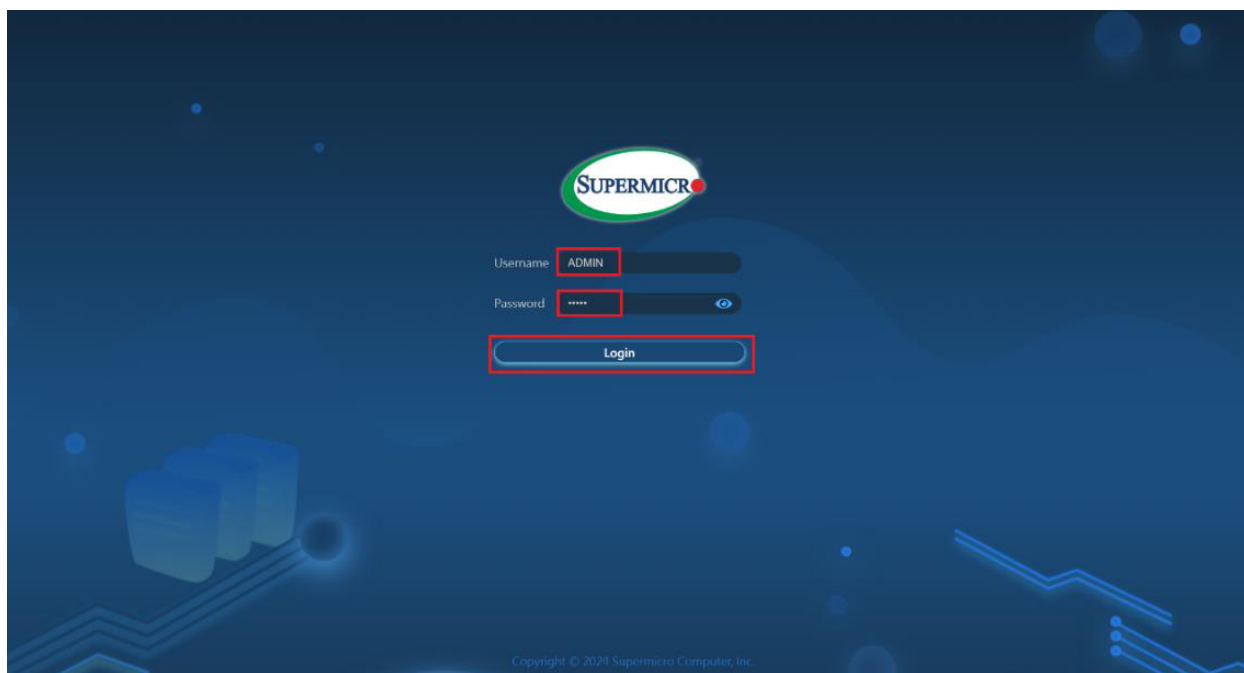 SUPERMICR
Username ADMIN
Password •••••
Login
Copyright © 2024 Supermicro Computer, Inc.